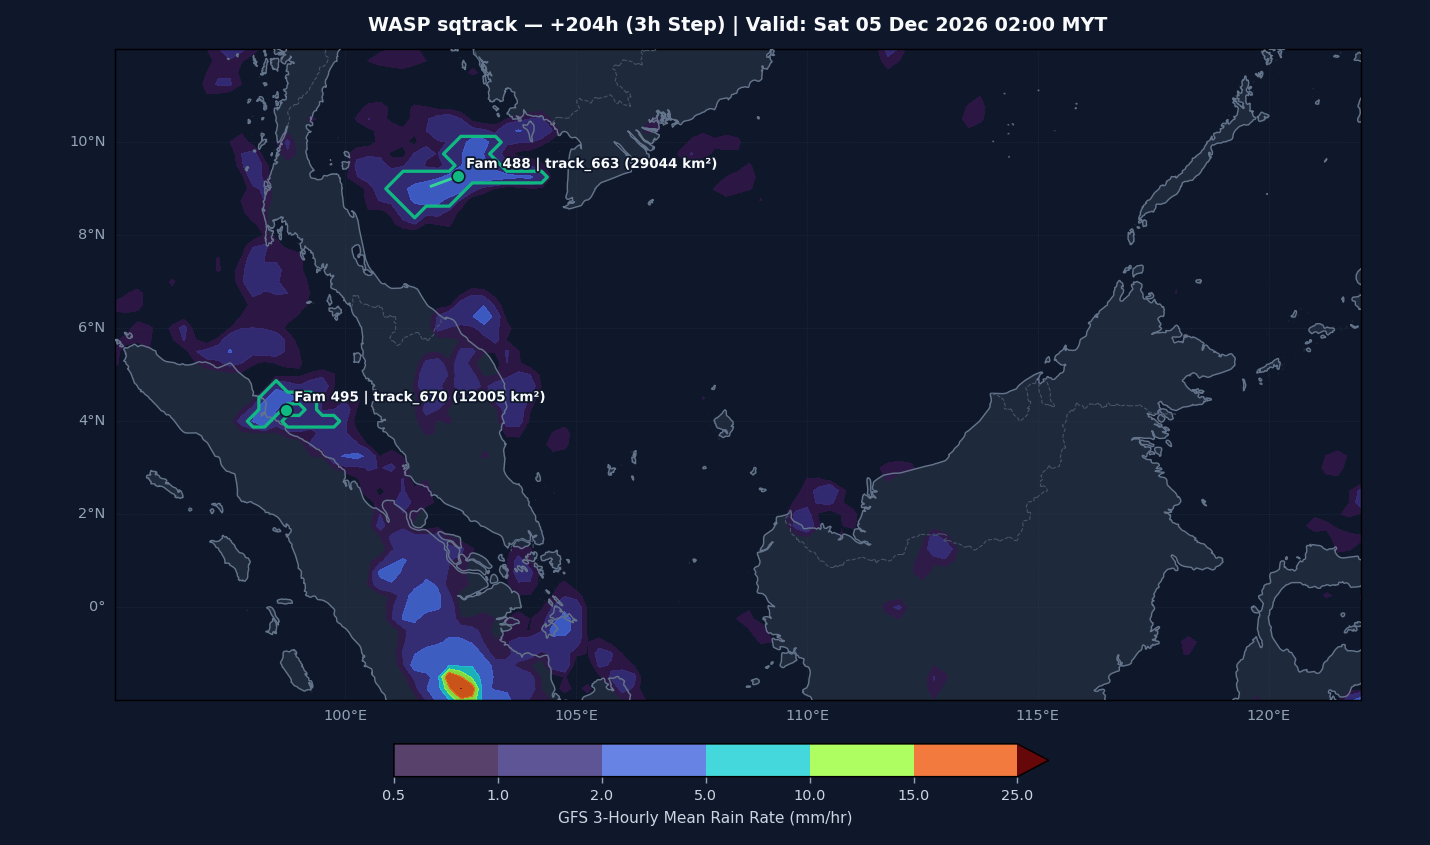 WASP sqtrack — +204h (3h Step) | Valid: Sat 05 Dec 2026 02:00 MYT
10°N
8°N
6°N
4°N
2°N
0°
Fam 488 | track_663 (29044 km²)
Fam 495 | track_670 (12005 km²)
100°E
105°E
110°E
115°E
120°E
0.5
1.0
2.0
5.0
10.0
15.0
25.0
GFS 3-Hourly Mean Rain Rate (mm/hr)